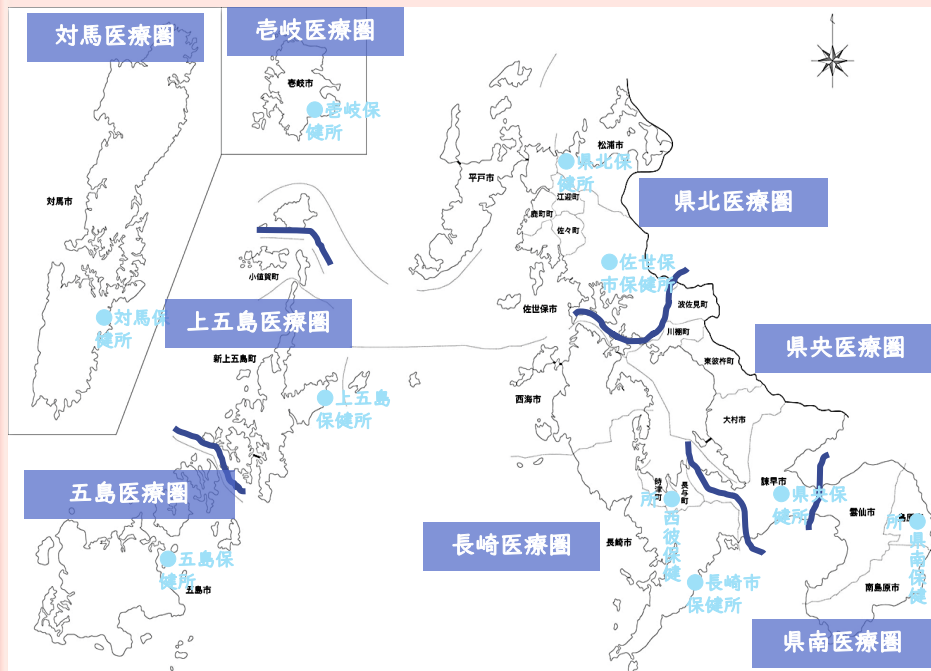 対馬医療圏
壱岐医療圏
壱岐市
●壱岐保
健所
松浦市
●県北保
健所
平戸市
江迎町
鹿町町
佐々町
県北医療圏
対馬市
●佐世保
市保健所
小値賀町
●対馬保
健所
上五島医療圏
佐世保市
波佐見町
川棚町
県央医療圏
新上五島町
東彼杵町
●上五島
保健所
西海市
大村市
五島医療圏
時津町
長与町
諫早市
●県央保
健所
●西彼保健
所
雲仙市
島原
●県南保健
所
長崎医療圏
長崎市
●五島保
健所
五島市
●長崎市
保健所
南島原市
県南医療圏